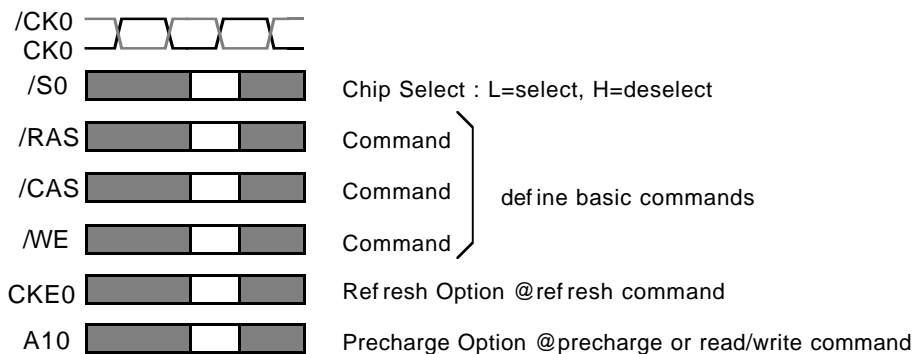 /CK0
CK0
/S0 Chip Select : L=select, H=deselect
/RAS Command
/CAS Command define basic commands
/WE Command
CKE0 Refresh Option @refresh command
A10 Precharge Option @precharge or read/write command